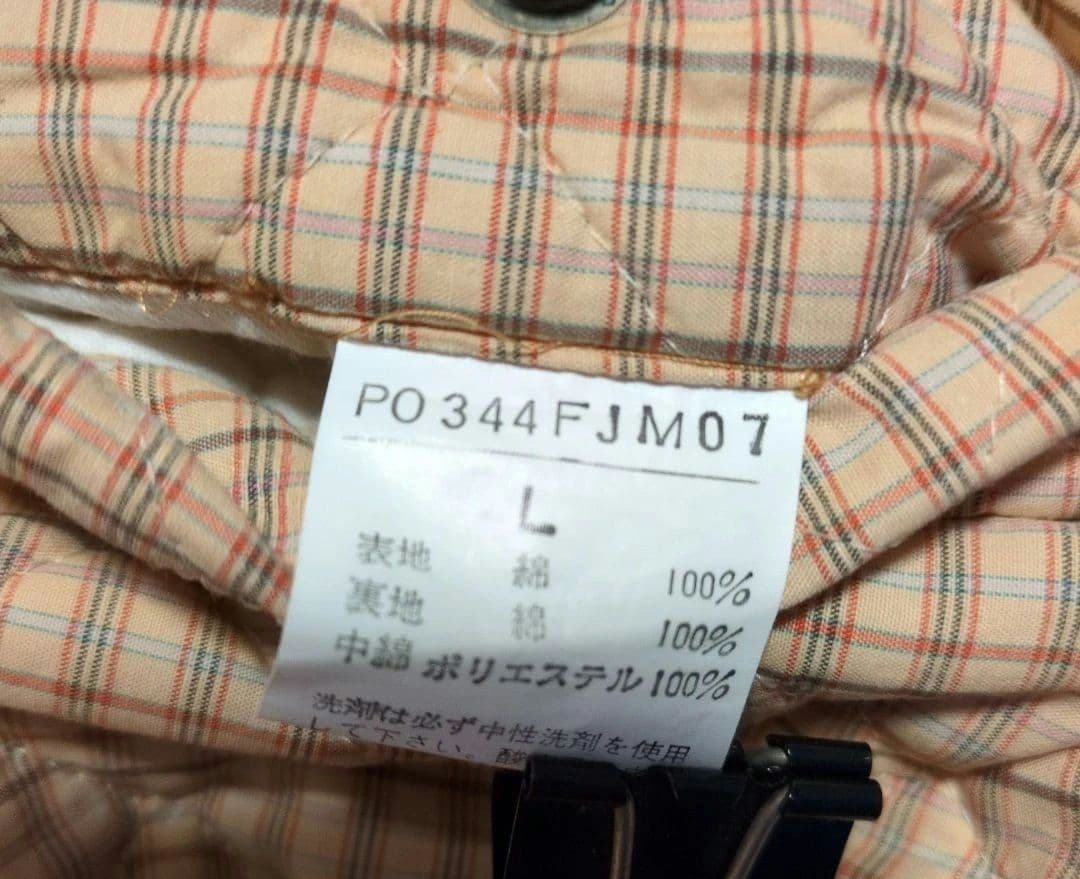 PO344FJM07
L
表地 綿 100%
裏地 綿 100%
中綿 ポリエステル 100%
洗剤は必ず中性洗剤を使用
して下さい。酸